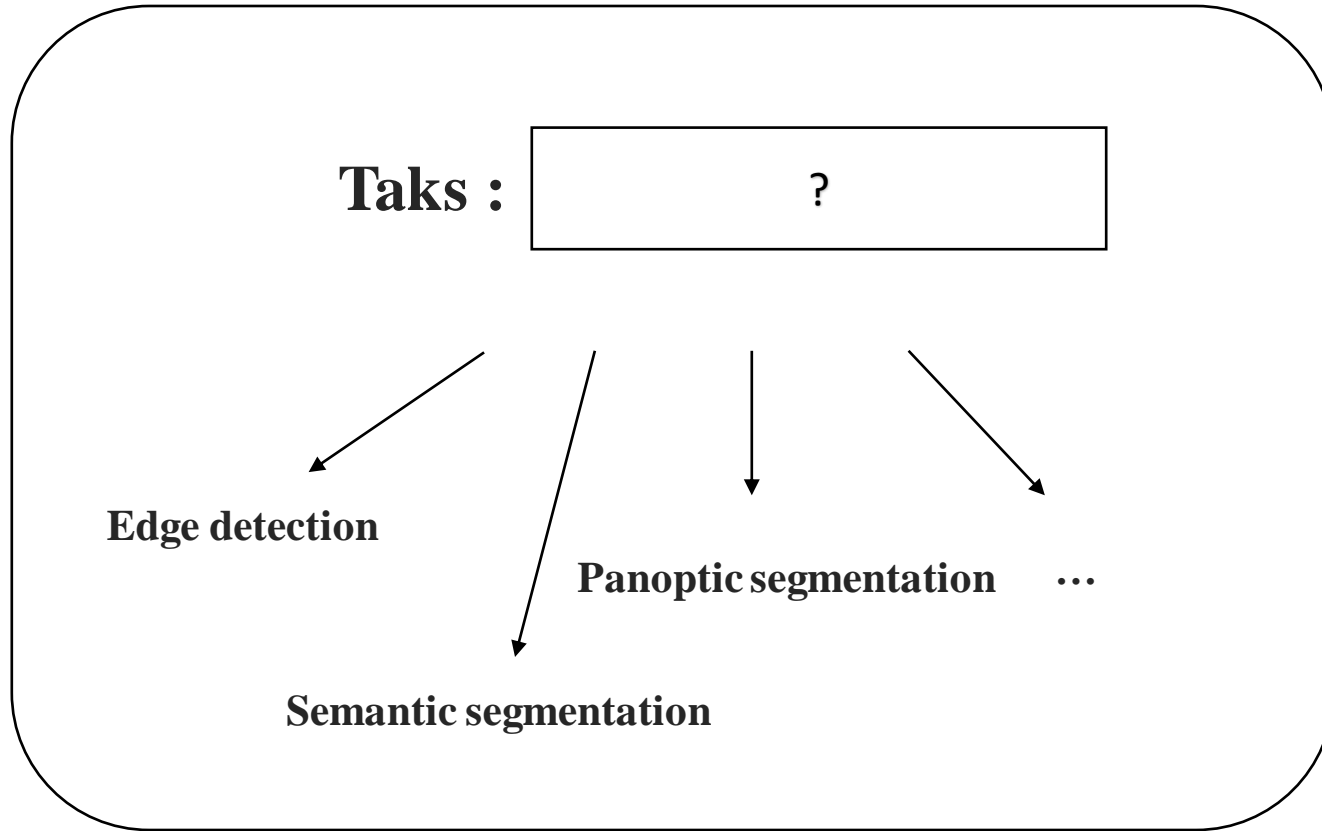 Taks :
?
Edge detection
Panoptic segmentation
...
Semantic segmentation